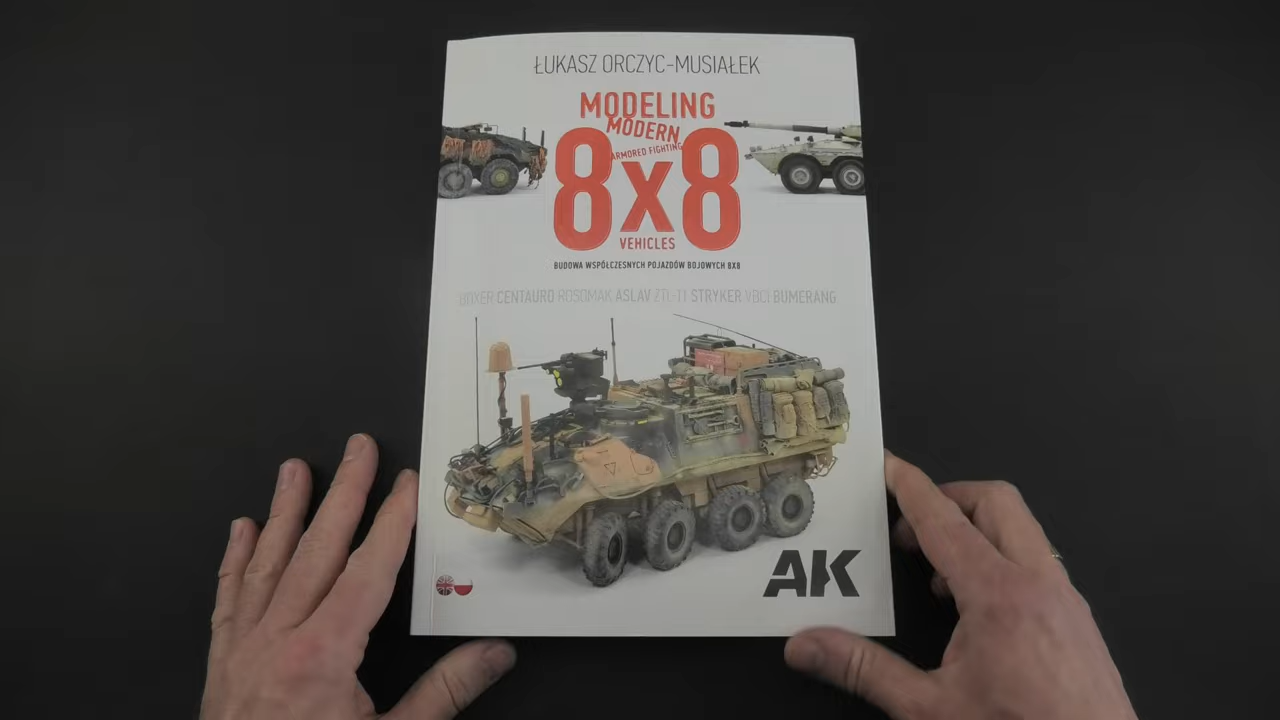 ŁUKASZ ORCZYC-MUSIAŁEK
MODELING
MODERN
ARMORED FIGHTING
8x8
VEHICLES
BUDOWA WSPÓŁCZESNYCH POJAZDÓW BOJOWYCH 8X8
BOXER CENTAURO ROSOMAK ASLAV ZTL-11 STRYKER VBCI BUMERANG
AK